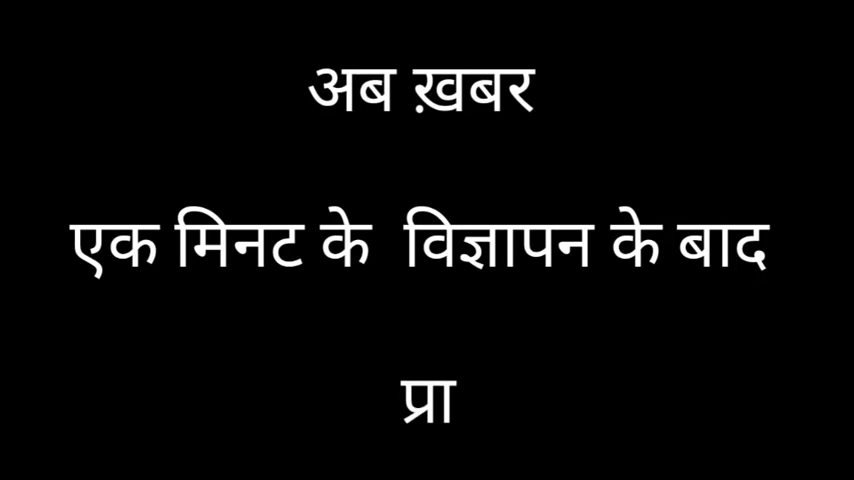 अब ख़बर
एक मिनट के विज्ञापन के बाद
प्रा